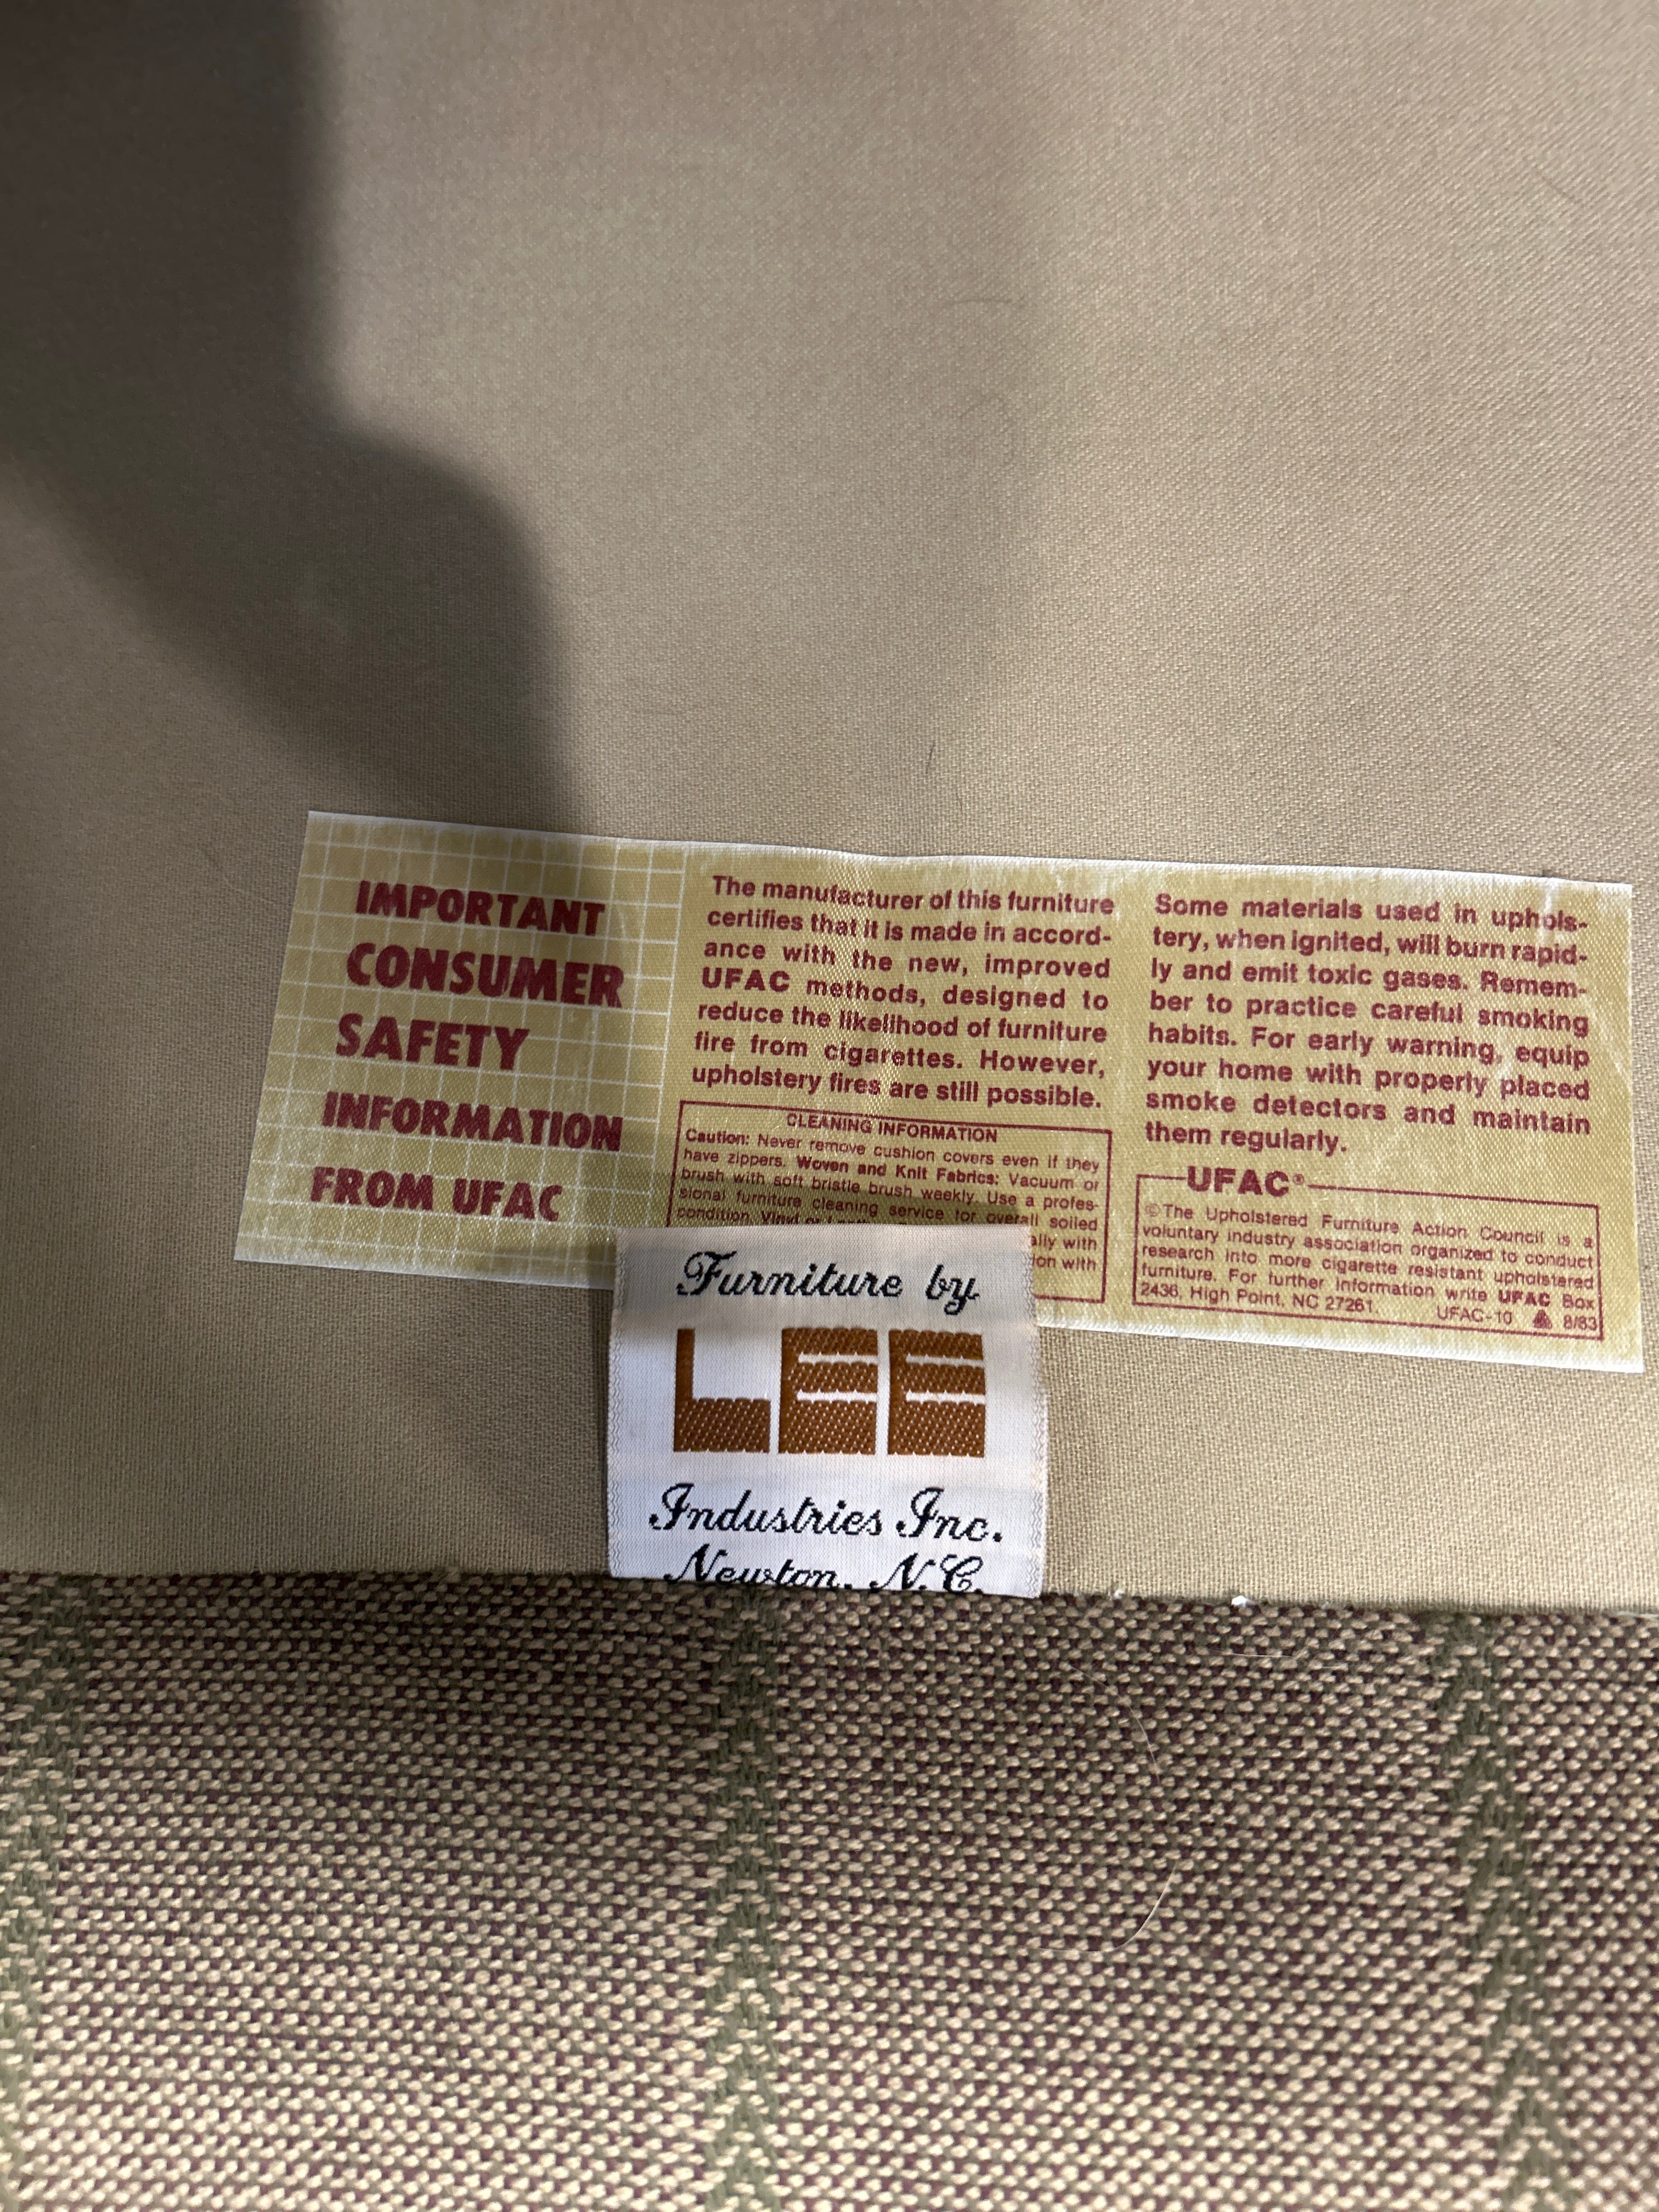 IMPORTANT
CONSUMER
SAFETY
INFORMATION
FROM UFAC
The manufacturer of this furniture
certifies that it is made in accord-
ance with the new, improved
UFAC methods, designed to
reduce the likelihood of furniture
fire from cigarettes. However,
upholstery fires are still possible.
CLEANING INFORMATION
Caution: Never remove cushion covers even if they
have zippers. Woven and Knit Fabrics: Vacuum or
brush with soft bristle brush weekly. Use a profes-
sional furniture cleaning service for overall soiled
condition. Vinyl or
ally with
ion with
Some materials used in uphols-
tery, when ignited, will burn rapid-
ly and emit toxic gases. Remem-
ber to practice careful smoking
habits. For early warning, equip
your home with properly placed
smoke detectors and maintain
them regularly.
UFAC®
©The Upholstered Furniture Action Council is a
voluntary industry association organized to conduct
research into more cigarette resistant upholstered
furniture. For further information write UFAC Box
2436, High Point, NC 27261. UFAC-10 8/83
Furniture by
LEE
Industries Inc.
Newton, N.C.